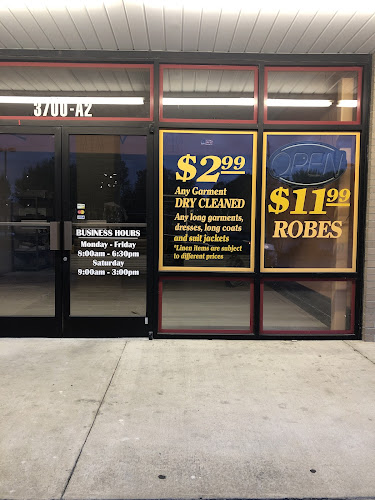 3700-A2
BUSINESS HOURS
Monday - Friday
8:00am - 6:30pm
Saturday
9:00am - 3:00pm
$2.99
Any Garment
DRY CLEANED
Any long garments,
dresses, long coats
and suit jackets
*Linen items are subject
to different prices
OPEN
$11.99
ROBES